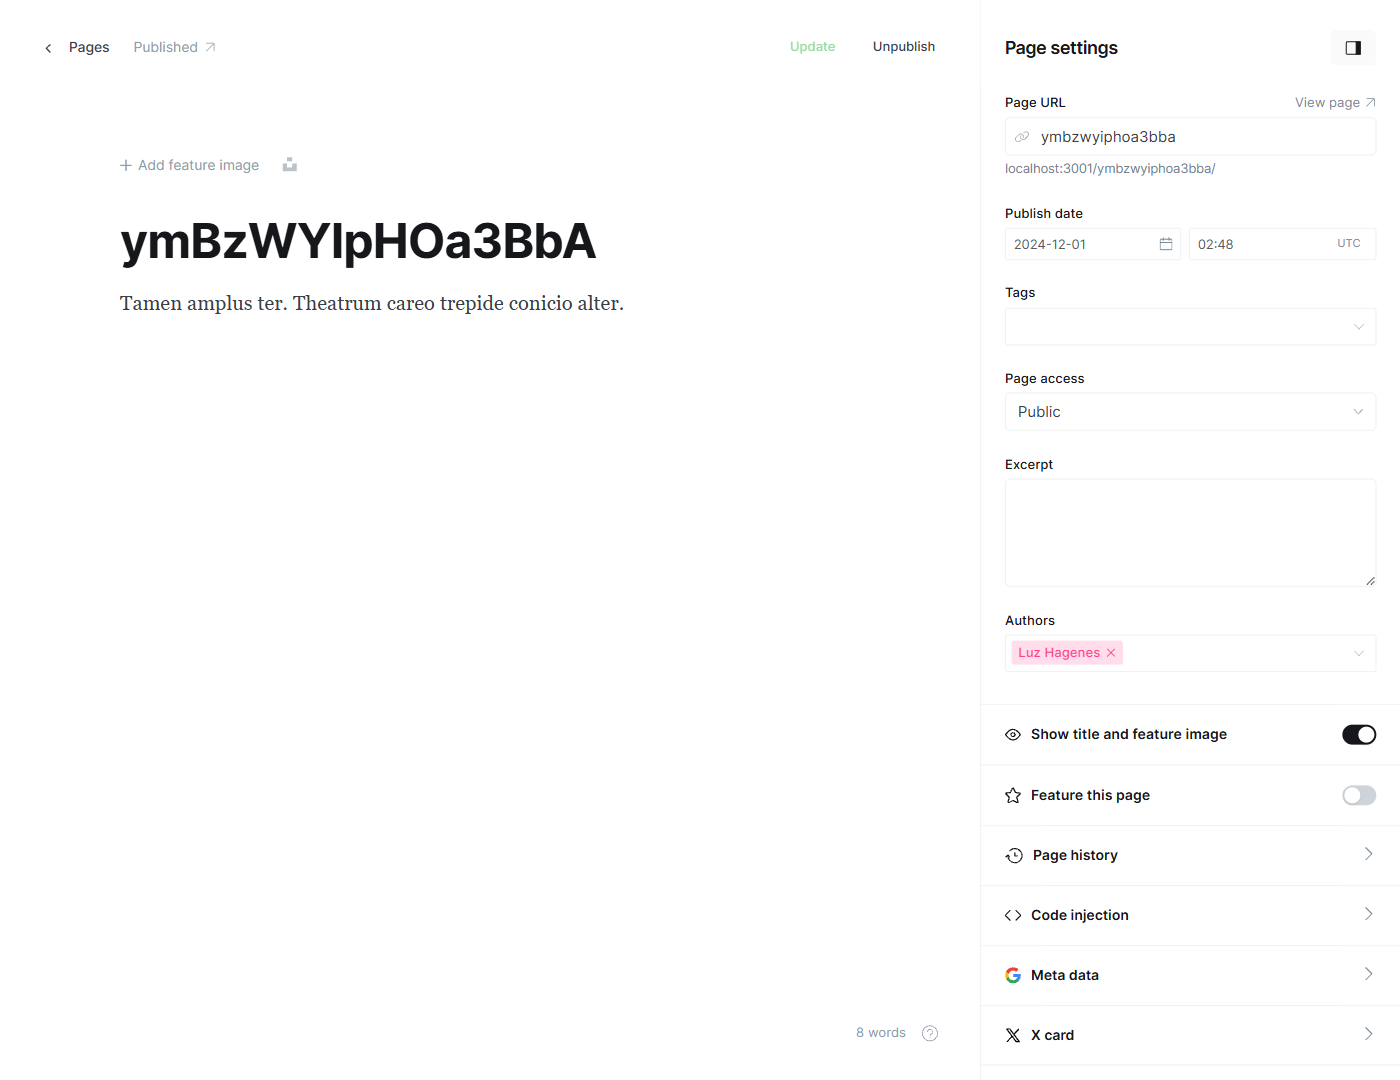 Pages
Published
Update
Unpublish
Page settings
Add feature image
ymBzWYIpHOa3BbA
Tamen amplus ter. Theatrum careo trepide conicio alter.
8 words
Page URL
View page
ymbzwyiphoa3bba
localhost:3001/ymbzwyiphoa3bba/
Publish date
2024-12-01
02:48
UTC
Tags
Page access
Public
Excerpt
Authors
Luz Hagenes
Show title and feature image
Feature this page
Page history
Code injection
Meta data
X card